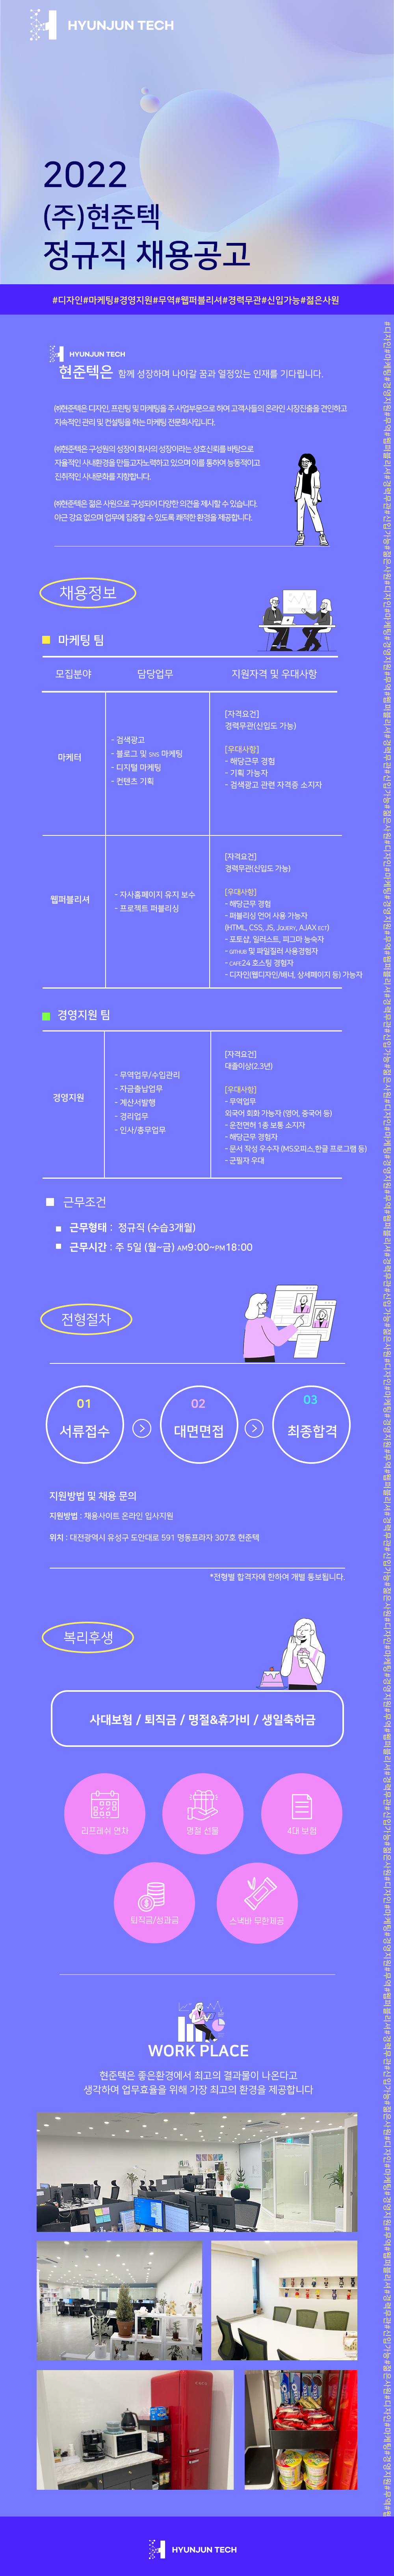 HYUNJUN TECH
2022
(주)현준텍
정규직 채용공고
#디자인#마케팅#경영지원#무역#웹퍼블리셔#경력무관#신입가능#젊은사원
HYUNJUN TECH
현준텍은 함께 성장하며 나아갈 꿈과 열정있는 인재를 기다립니다.
㈜현준텍은 디자인, 프린팅 및 마케팅을 주 사업부문으로 하여 고객사들의 온라인 시장진출을 견인하고
지속적인 관리 및 컨설팅을 하는 마케팅 전문회사입니다.
㈜현준텍은 구성원의 성장이 회사의 성장이라는 상호신뢰를 바탕으로
자율적인 사내환경을 만들고자노력하고 있으며 이를 통하여 능동적이고
진취적인 사내문화를 지향합니다.
㈜현준텍은 젊은 사원으로 구성되어 다양한 의견을 제시할 수 있습니다.
야근 강요 없으며 업무에 집중할 수 있도록 쾌적한 환경을 제공합니다.
채용정보
마케팅 팀
모집분야 담당업무 지원자격 및 우대사항
마케터
- 검색광고
- 블로그 및 SNS 마케팅
- 디지털 마케팅
- 컨텐츠 기획
[자격요건]
경력무관(신입도 가능)
[우대사항]
- 해당근무 경험
- 기획 가능자
- 검색광고 관련 자격증 소지자
웹퍼블리셔
- 자사홈페이지 유지 보수
- 프로젝트 퍼블리싱
[자격요건]
경력무관(신입도 가능)
[우대사항]
- 해당근무 경험
- 퍼블리싱 언어 사용 가능자
(HTML, CSS, JS, JQUERY, AJAX ECT)
- 포토샵, 일러스트, 피그마 능숙자
- GITHUB 및 파일질러 사용경험자
- CAFE24 호스팅 경험자
- 디자인(웹디자인/배너, 상세페이지 등) 가능자
경영지원 팀
경영지원
- 무역업무/수입관리
- 자금출납업무
- 계산서발행
- 경리업무
- 인사/총무업무
[자격요건]
대졸이상(2,3년)
[우대사항]
- 무역업무
외국어 회화 가능자 (영어, 중국어 등)
- 운전면허 1종 보통 소지자
- 해당근무 경험자
- 문서 작성 우수자 (MS오피스,한글 프로그램 등)
- 군필자 우대
근무조건
근무형태 : 정규직 (수습3개월)
근무시간 : 주 5일 (월~금) AM9:00~PM18:00
전형절차
01 02 03
서류접수 대면면접 최종합격
지원방법 및 채용 문의
지원방법 : 채용사이트 온라인 입사지원
위치 : 대전광역시 유성구 도안대로 591 명동프라자 307호 현준텍
*전형별 합격자에 한하여 개별 통보됩니다.
복리후생
사대보험 / 퇴직금 / 명절&휴가비 / 생일축하금
리프레쉬 연차 명절 선물 4대 보험
퇴직금/성과금 스낵바 무한제공
WORK PLACE
현준텍은 좋은환경에서 최고의 결과물이 나온다고
생각하여 업무효율을 위해 가장 최고의 환경을 제공합니다
HYUNJUN TECH